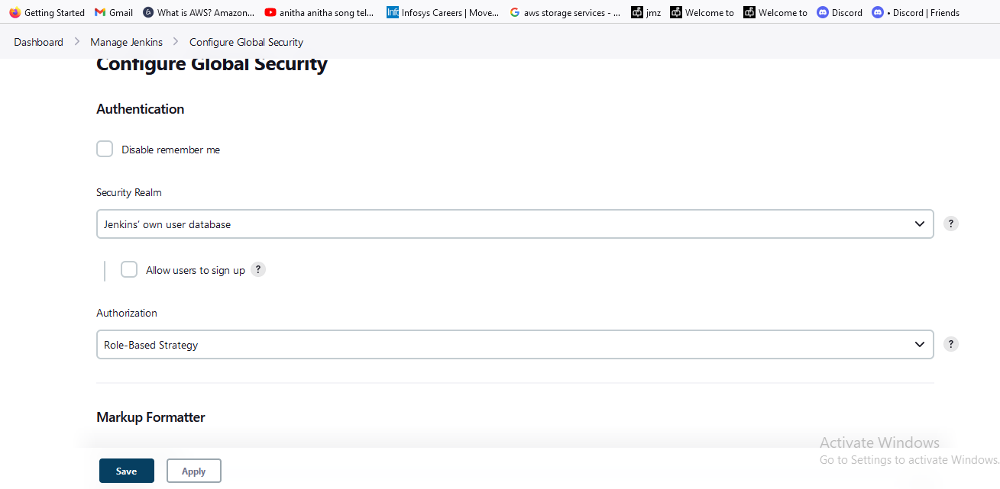 Getting Started Gmail What is AWS? Amazon... anitha anitha song tel... Infosys Careers | Move... aws storage services - ... jmz Welcome to Welcome to Discord • Discord | Friends
Dashboard Manage Jenkins Configure Global Security
Configure Global Security
Authentication
Disable remember me
Security Realm
Jenkins' own user database
?
Allow users to sign up ?
Authorization
Role-Based Strategy
?
Markup Formatter
Activate Windows
Go to Settings to activate Windows.
Save Apply